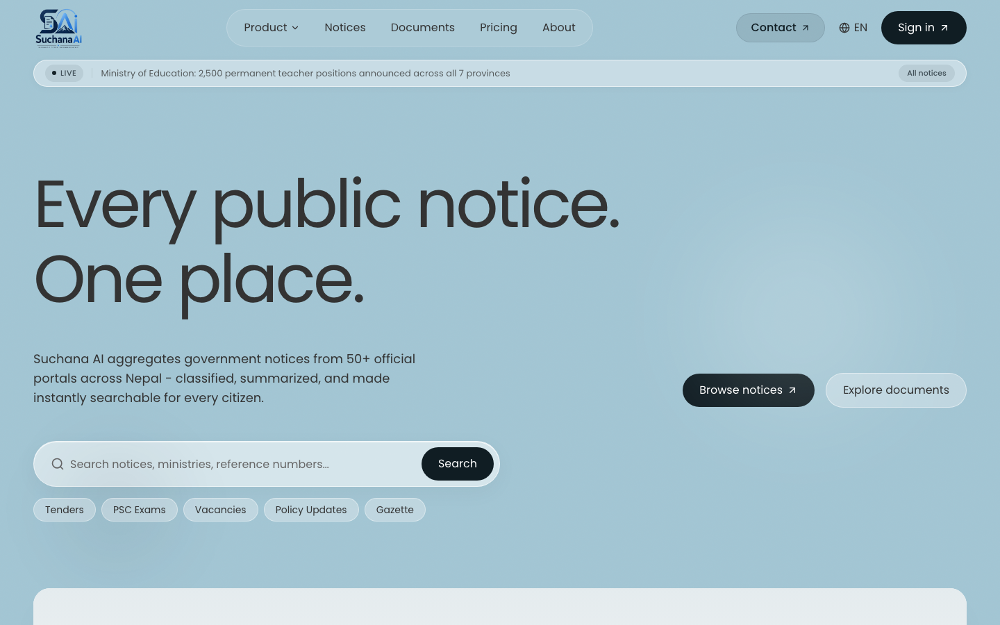 SAi
Suchana AI
Product
Notices
Documents
Pricing
About
Contact
EN
Sign in
LIVE
Ministry of Education: 2,500 permanent teacher positions announced across all 7 provinces
All notices
Every public notice.
One place.
Suchana AI aggregates government notices from 50+ official
portals across Nepal - classified, summarized, and made
instantly searchable for every citizen.
Browse notices
Explore documents
Search notices, ministries, reference numbers...
Search
Tenders
PSC Exams
Vacancies
Policy Updates
Gazette